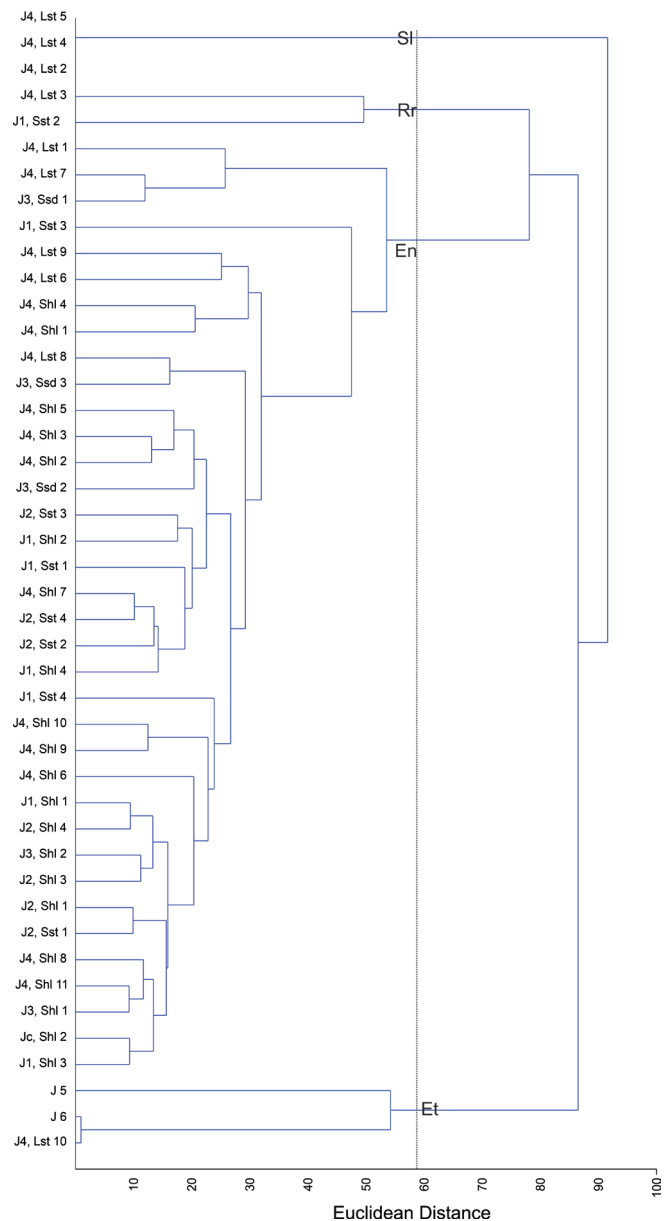 J4, Lst 5
J4, Lst 4
Sl
J4, Lst 2
J4, Lst 3
Rr
J1, Sst 2
J4, Lst 1
J4, Lst 7
J3, Ssd 1
J1, Sst 3
J4, Lst 9
En
J4, Lst 6
J4, Shl 4
J4, Shl 1
J4, Lst 8
J3, Ssd 3
J4, Shl 5
J4, Shl 3
J4, Shl 2
J3, Ssd 2
J2, Sst 3
J1, Shl 2
J1, Sst 1
J4, Shl 7
J2, Sst 4
J2, Sst 2
J1, Shl 4
J1, Sst 4
J4, Shl 10
J4, Shl 9
J4, Shl 6
J1, Shl 1
J2, Shl 4
J3, Shl 2
J2, Shl 3
J2, Shl 1
J2, Sst 1
J4, Shl 8
J4, Shl 11
J3, Shl 1
Jc, Shl 2
J1, Shl 3
J 5
Et
J 6
J4, Lst 10
10 20 30 40 50 60 70 80 90 100
Euclidean Distance